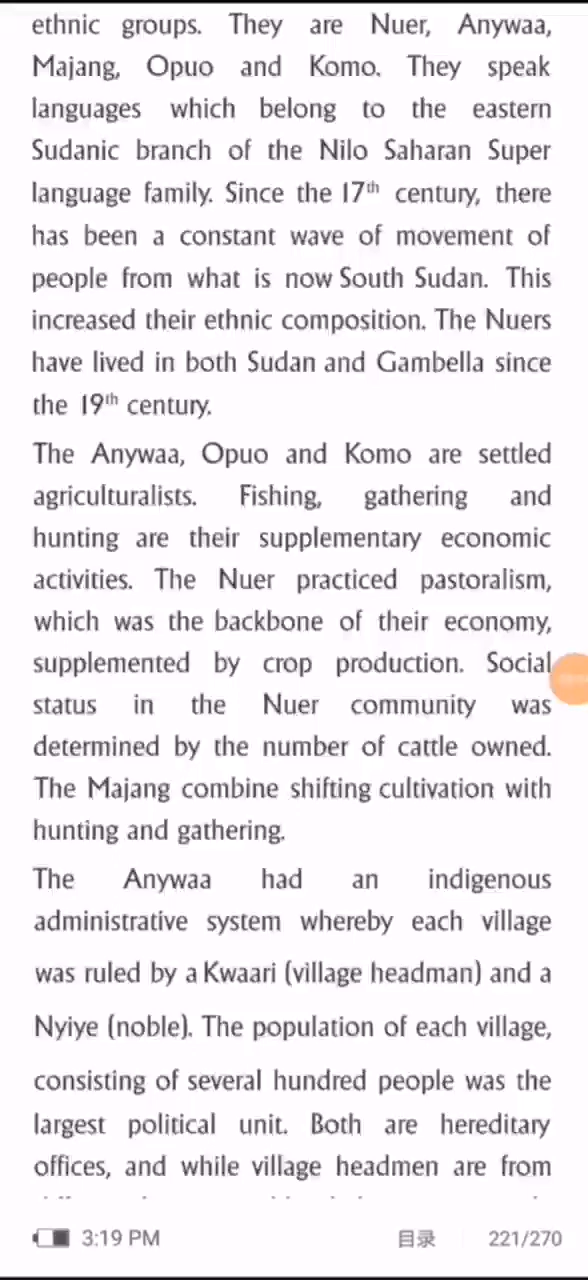 ethnic groups. They are Nuer, Anywaa,
Majang, Opuo and Komo. They speak
languages which belong to the eastern
Sudanic branch of the Nilo Saharan Super
language family. Since the 17th century, there
has been a constant wave of movement of
people from what is now South Sudan. This
increased their ethnic composition. The Nuers
have lived in both Sudan and Gambella since
the 19th century.
The Anywaa, Opuo and Komo are settled
agriculturalists. Fishing, gathering and
hunting are their supplementary economic
activities. The Nuer practiced pastoralism,
which was the backbone of their economy,
supplemented by crop production. Social
status in the Nuer community was
determined by the number of cattle owned.
The Majang combine shifting cultivation with
hunting and gathering.
The Anywaa had an indigenous
administrative system whereby each village
was ruled by a Kwaari (village headman) and a
Nyiye (noble). The population of each village,
consisting of several hundred people was the
largest political unit. Both are hereditary
offices, and while village headmen are from
3:19 PM 目录 221/270